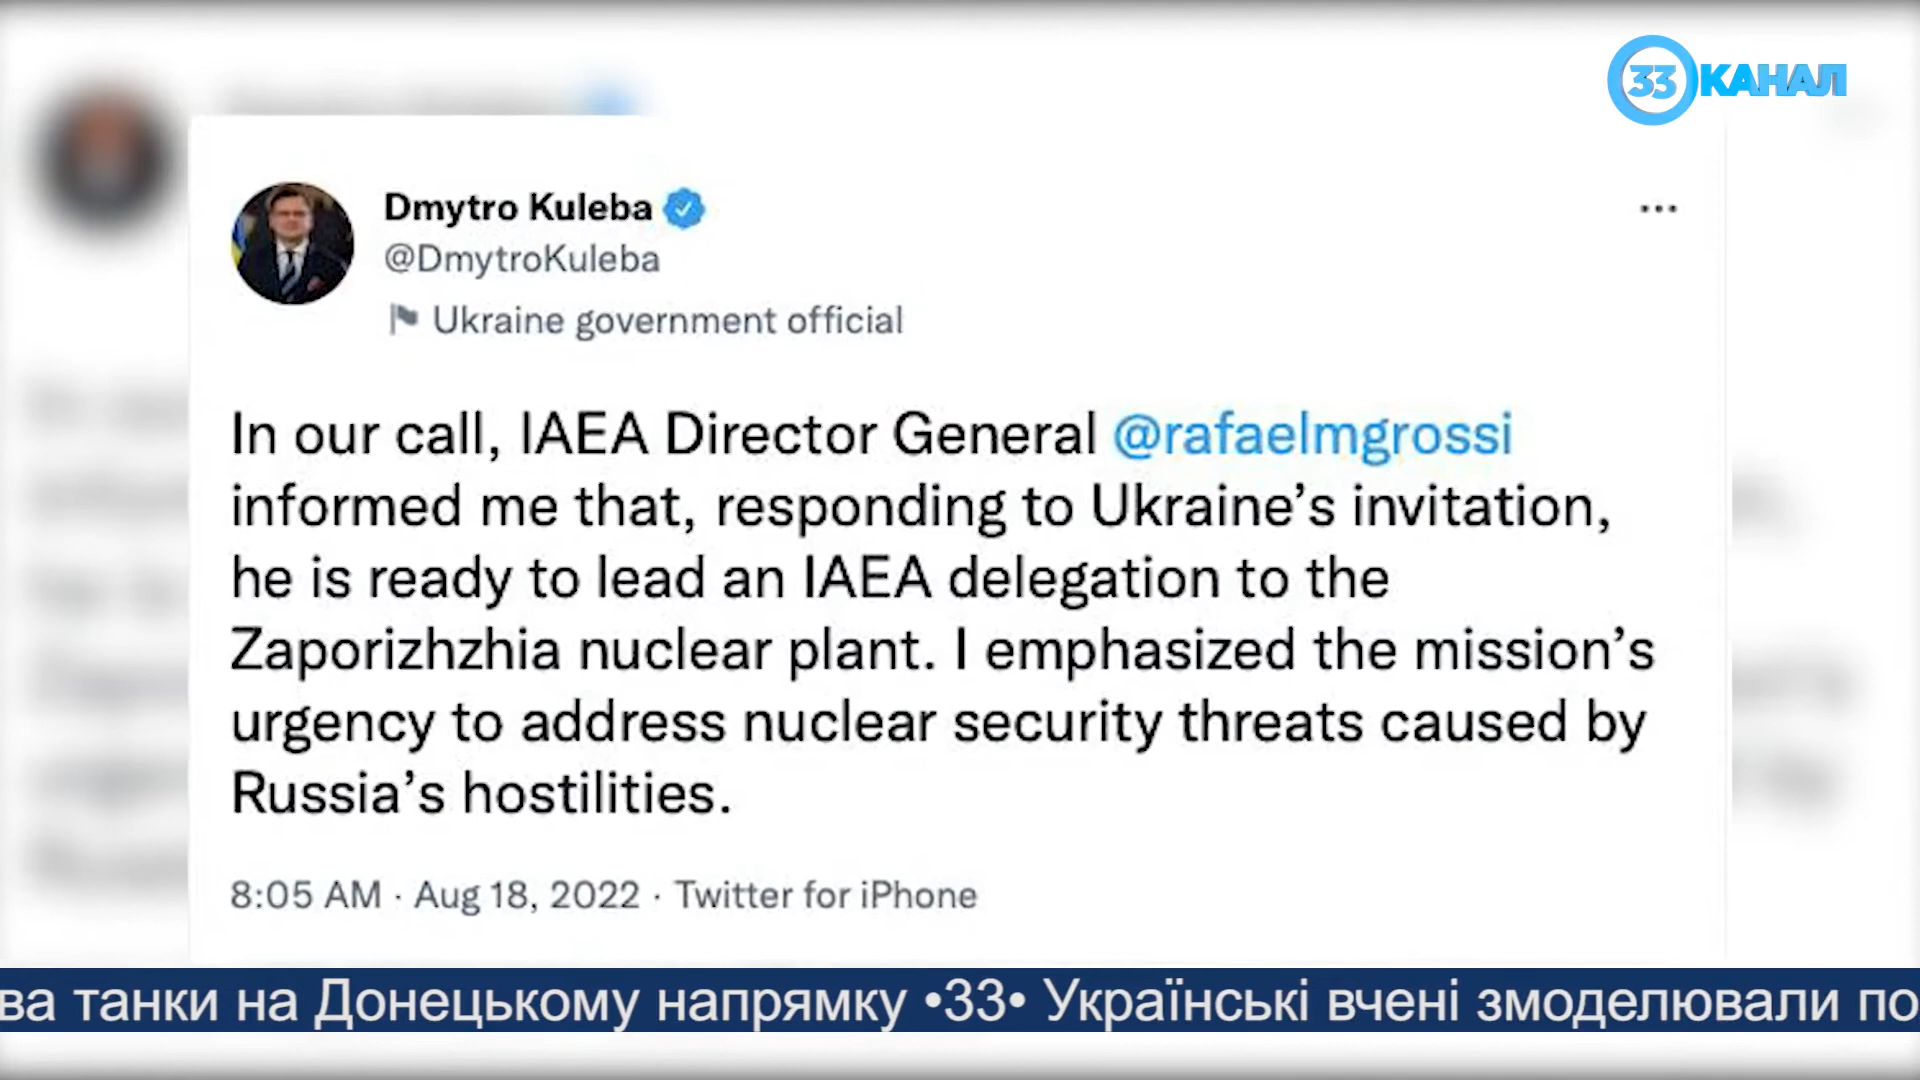 33 КАНАЛ
Dmytro Kuleba
@DmytroKuleba
Ukraine government official
In our call, IAEA Director General @rafaelmgrossi
informed me that, responding to Ukraine’s invitation,
he is ready to lead an IAEA delegation to the
Zaporizhzhia nuclear plant. I emphasized the mission’s
urgency to address nuclear security threats caused by
Russia’s hostilities.
8:05 AM · Aug 18, 2022 · Twitter for iPhone
ва танки на Донецькому напрямку •33• Українські вчені змоделювали по